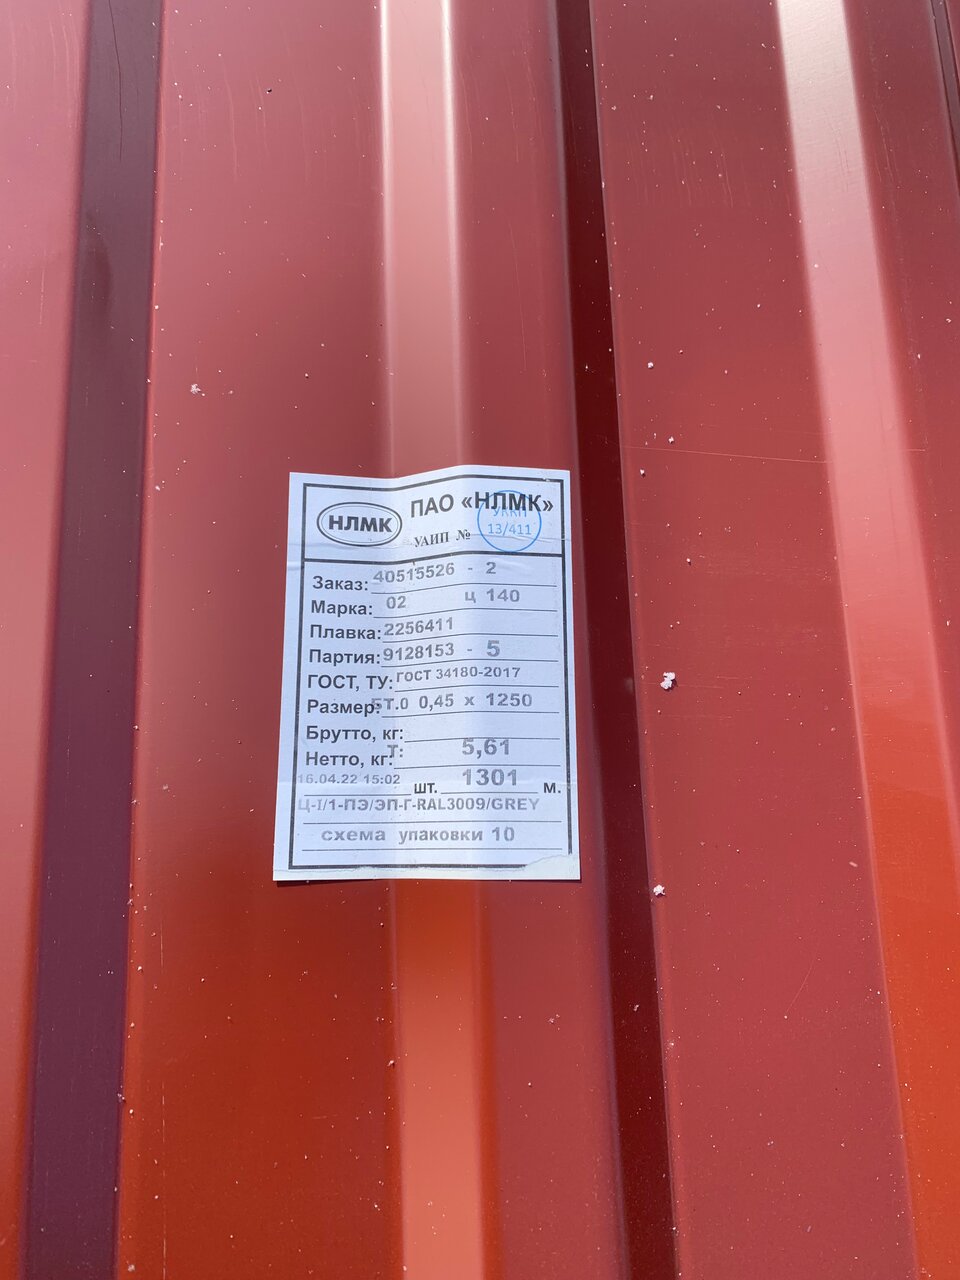 НЛМК
ПАО «НЛМК»
УАИП №
УККП
13/411
Заказ: 40515526 - 2
Марка: 02 ц 140
Плавка: 2256411
Партия: 9128153 - 5
ГОСТ, ТУ: ГОСТ 34180-2017
Размер: БТ.0 0,45 х 1250
Брутто, кг:
Нетто, кг: Т: 5,61
16.04.22 15:02 шт. 1301 м.
Ц-I/1-ПЭ/ЭП-Г-RAL3009/GREY
схема упаковки 10